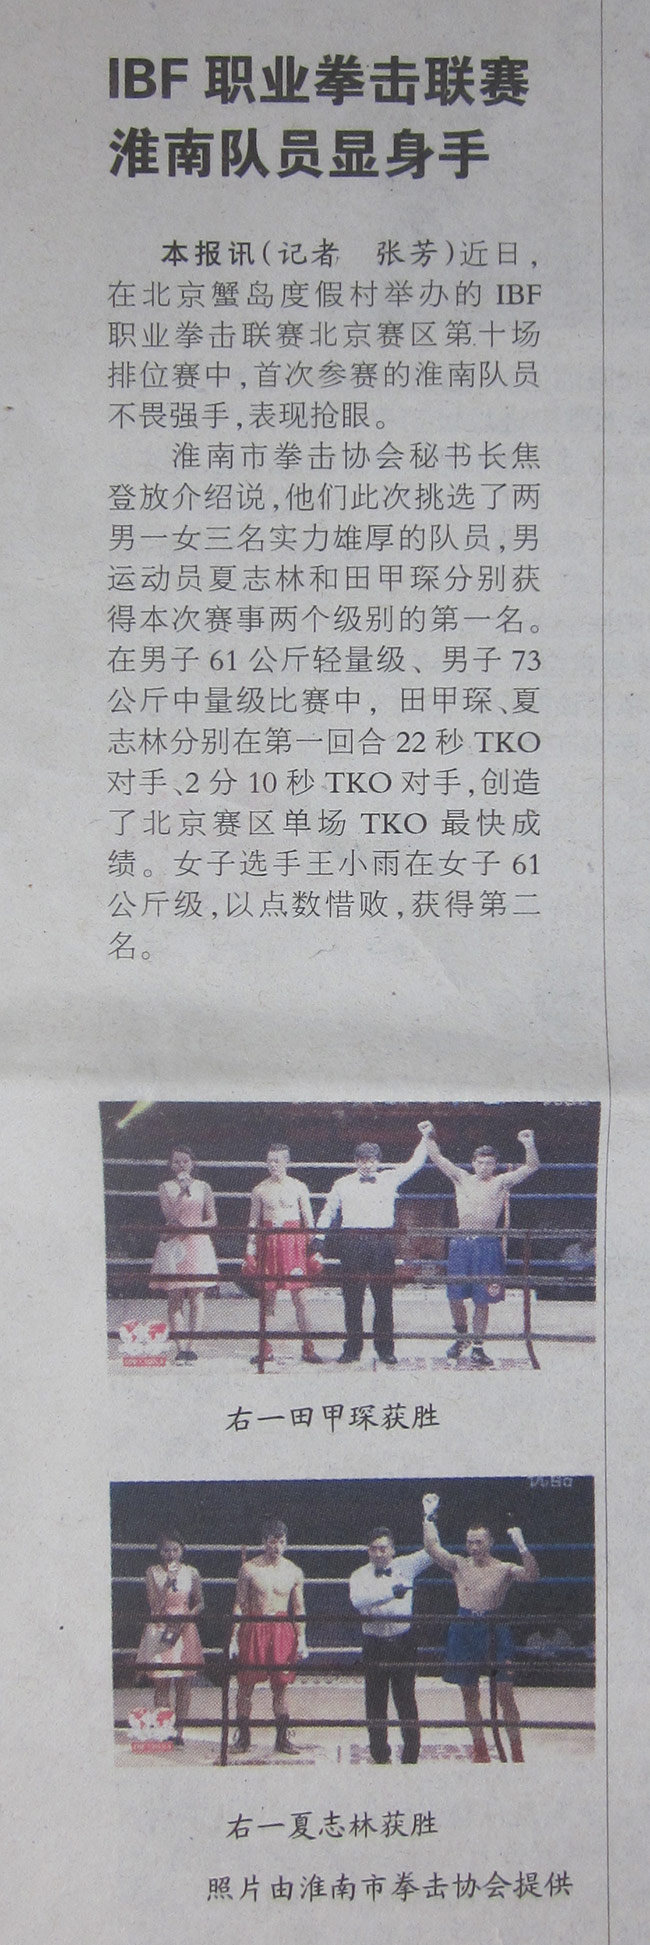 IBF 职业拳击联赛
淮南队员显身手
本报讯(记者 张芳)近日,
在北京蟹岛度假村举办的 IBF
职业拳击联赛北京赛区第十场
排位赛中,首次参赛的淮南队员
不畏强手,表现抢眼。
淮南市拳击协会秘书长焦
登放介绍说,他们此次挑选了两
男一女三名实力雄厚的队员,男
运动员夏志林和田甲琛分别获
得本次赛事两个级别的第一名。
在男子 61 公斤轻量级、男子 73
公斤中量级比赛中, 田甲琛、夏
志林分别在第一回合 22 秒 TKO
对手、2 分 10 秒 TKO 对手,创造
了北京赛区单场 TKO 最快成
绩。女子选手王小雨在女子 61
公斤级,以点数惜败,获得第二
名。
右一田甲琛获胜
右一夏志林获胜
照片由淮南市拳击协会提供